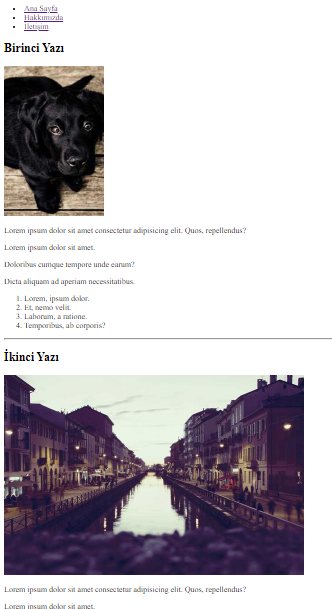 Ana Sayfa
Hakkımızda
İletişim
Birinci Yazı
Lorem ipsum dolor sit amet consectetur adipisicing elit. Quos, repellendus?
Lorem ipsum dolor sit amet.
Doloribus cumque tempore unde earum?
Dicta aliquam ad aperiam necessitatibus.
1. Lorem, ipsum dolor.
2. Et, nemo velit.
3. Laborum, a ratione.
4. Temporibus, ab corporis?
İkinci Yazı
Lorem ipsum dolor sit amet consectetur adipisicing elit. Quos, repellendus?
Lorem ipsum dolor sit amet.